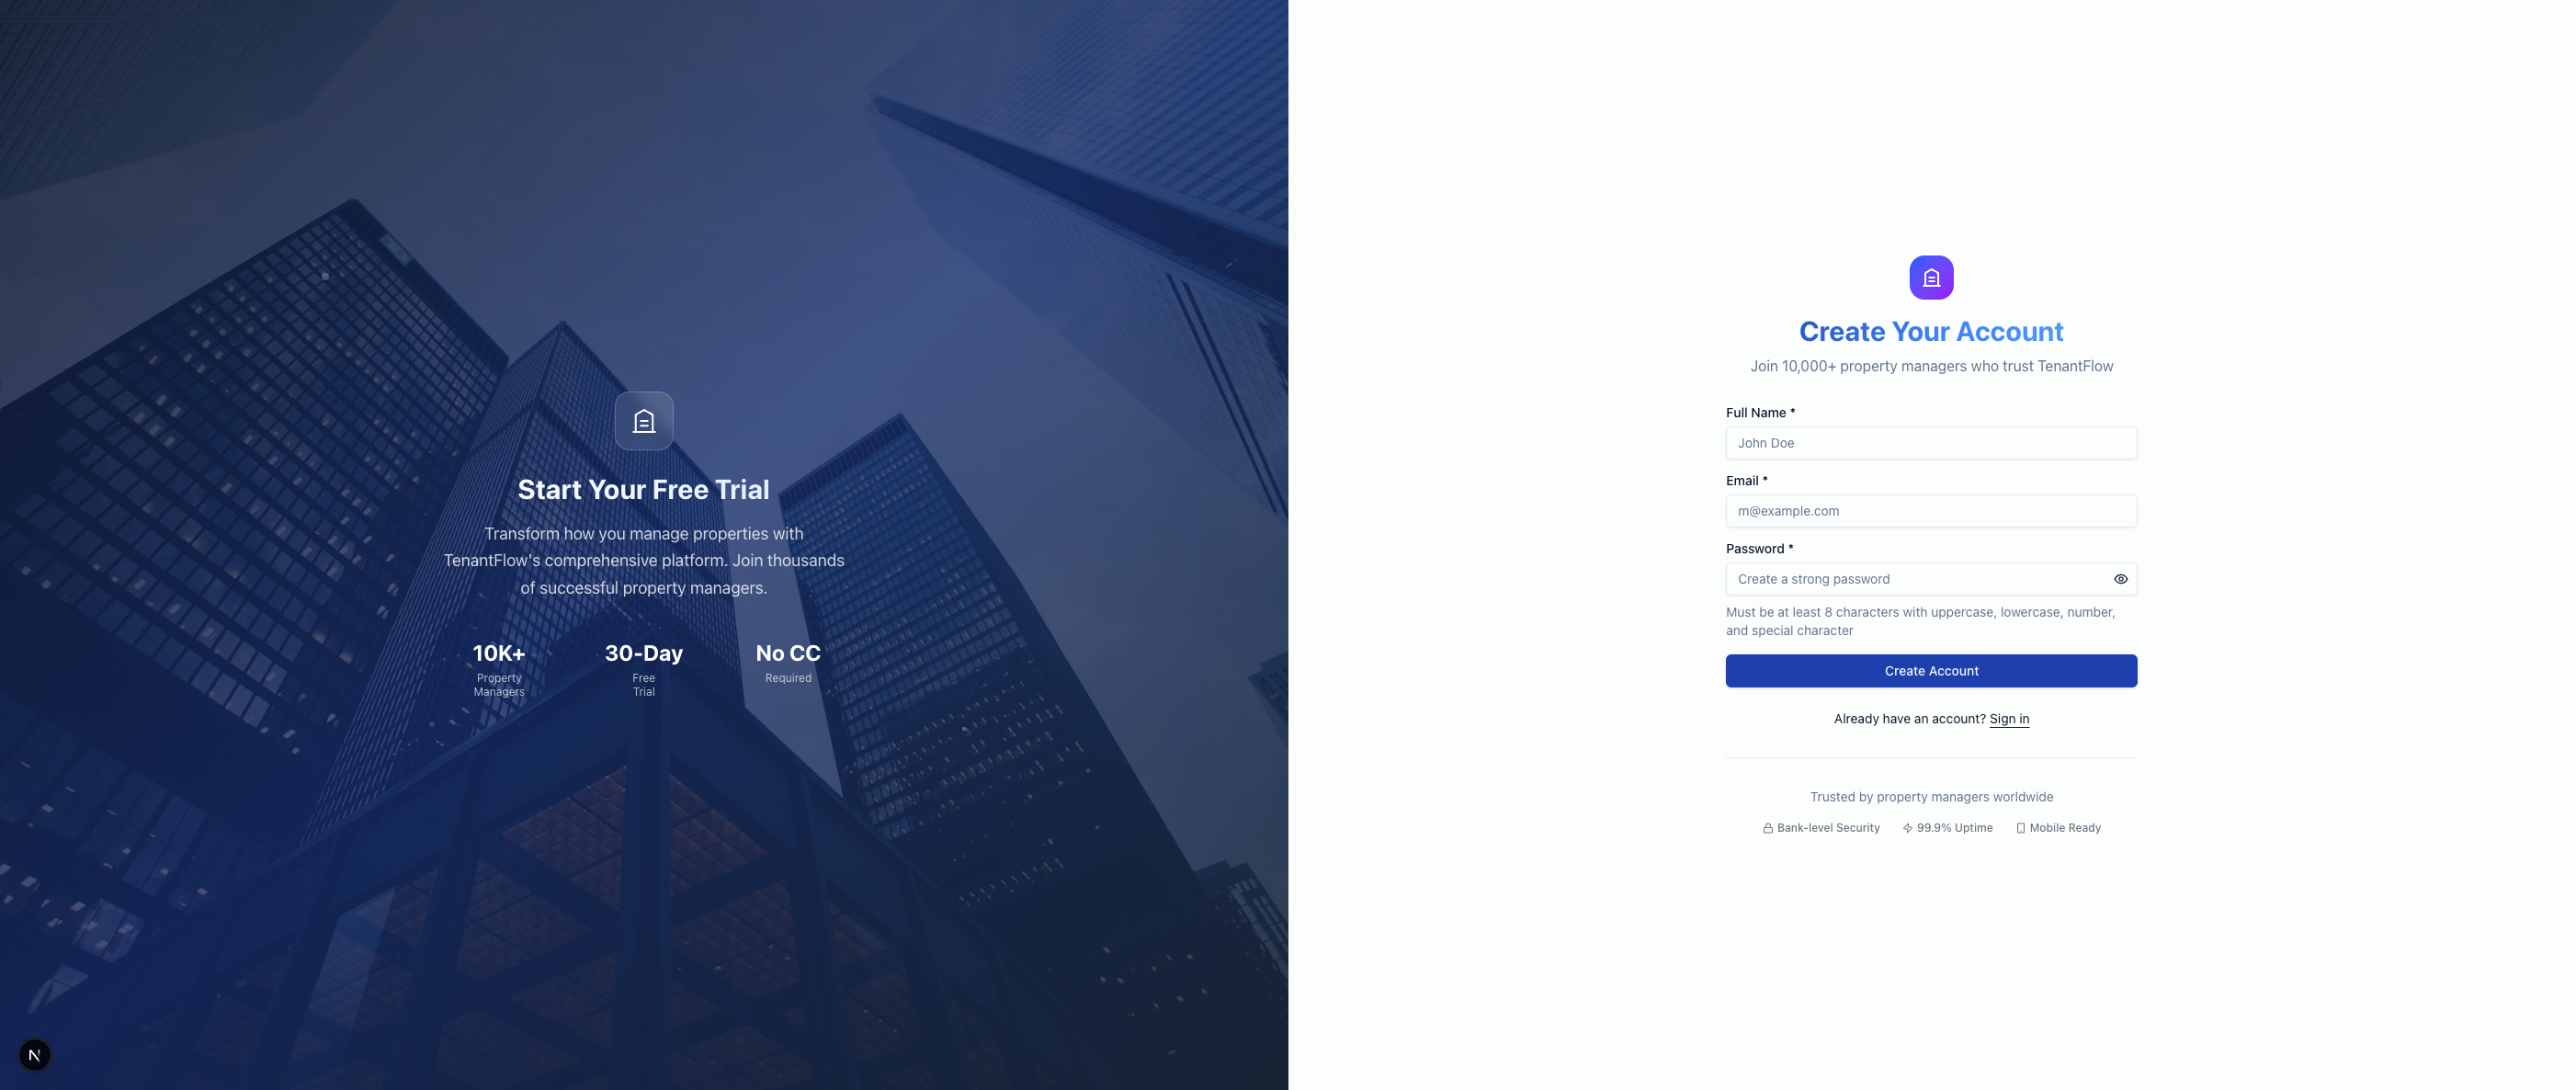 Start Your Free Trial
Transform how you manage properties with
TenantFlow's comprehensive platform. Join thousands
of successful property managers.
10K+
Property
Managers
30-Day
Free
Trial
No CC
Required
N
Create Your Account
Join 10,000+ property managers who trust TenantFlow
Full Name *
John Doe
Email *
m@example.com
Password *
Create a strong password
Must be at least 8 characters with uppercase, lowercase, number,
and special character
Create Account
Already have an account? Sign in
Trusted by property managers worldwide
Bank-level Security
99.9% Uptime
Mobile Ready